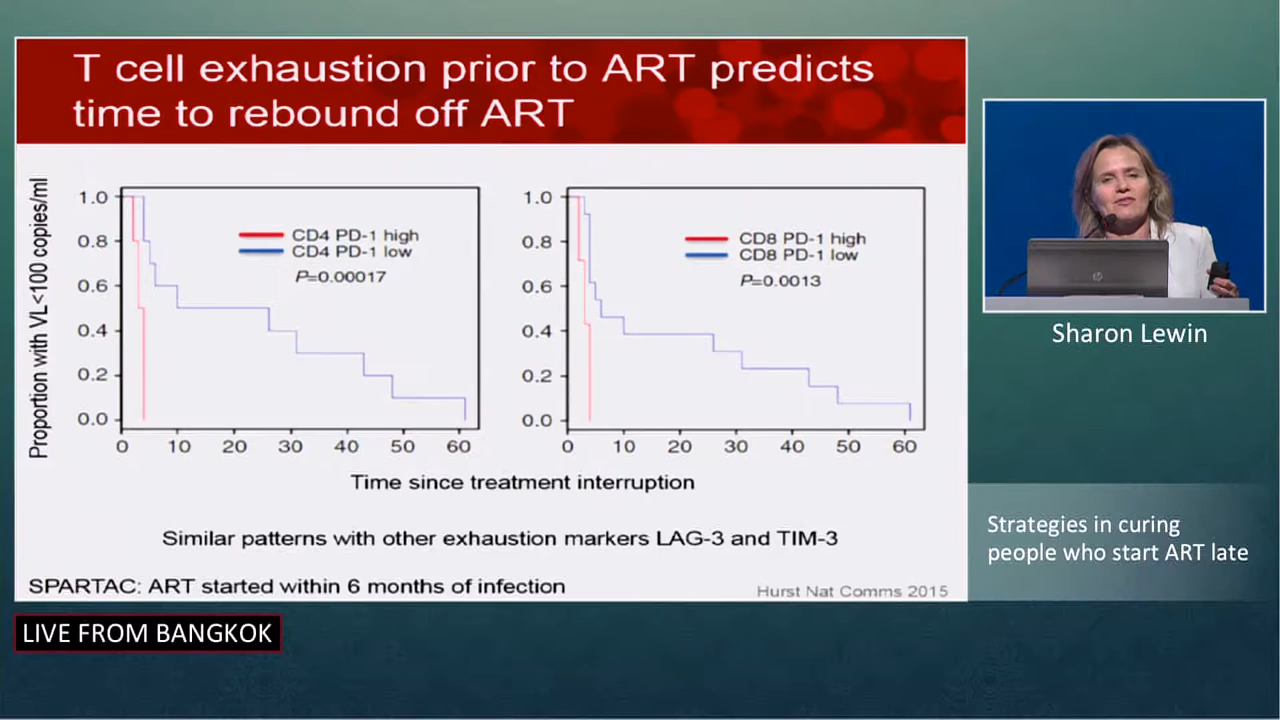 T cell exhaustion prior to ART predicts
time to rebound off ART
Proportion with VL<100 copies/ml
1.0
0.8
0.6
0.4
0.2
0.0
0 10 20 30 40 50 60
CD4 PD-1 high
CD4 PD-1 low
P=0.00017
1.0
0.8
0.6
0.4
0.2
0.0
0 10 20 30 40 50 60
CD8 PD-1 high
CD8 PD-1 low
P=0.0013
Time since treatment interruption
Similar patterns with other exhaustion markers LAG-3 and TIM-3
SPARTAC: ART started within 6 months of infection
Hurst Nat Comms 2015
hp
Sharon Lewin
Strategies in curing
people who start ART late
LIVE FROM BANGKOK